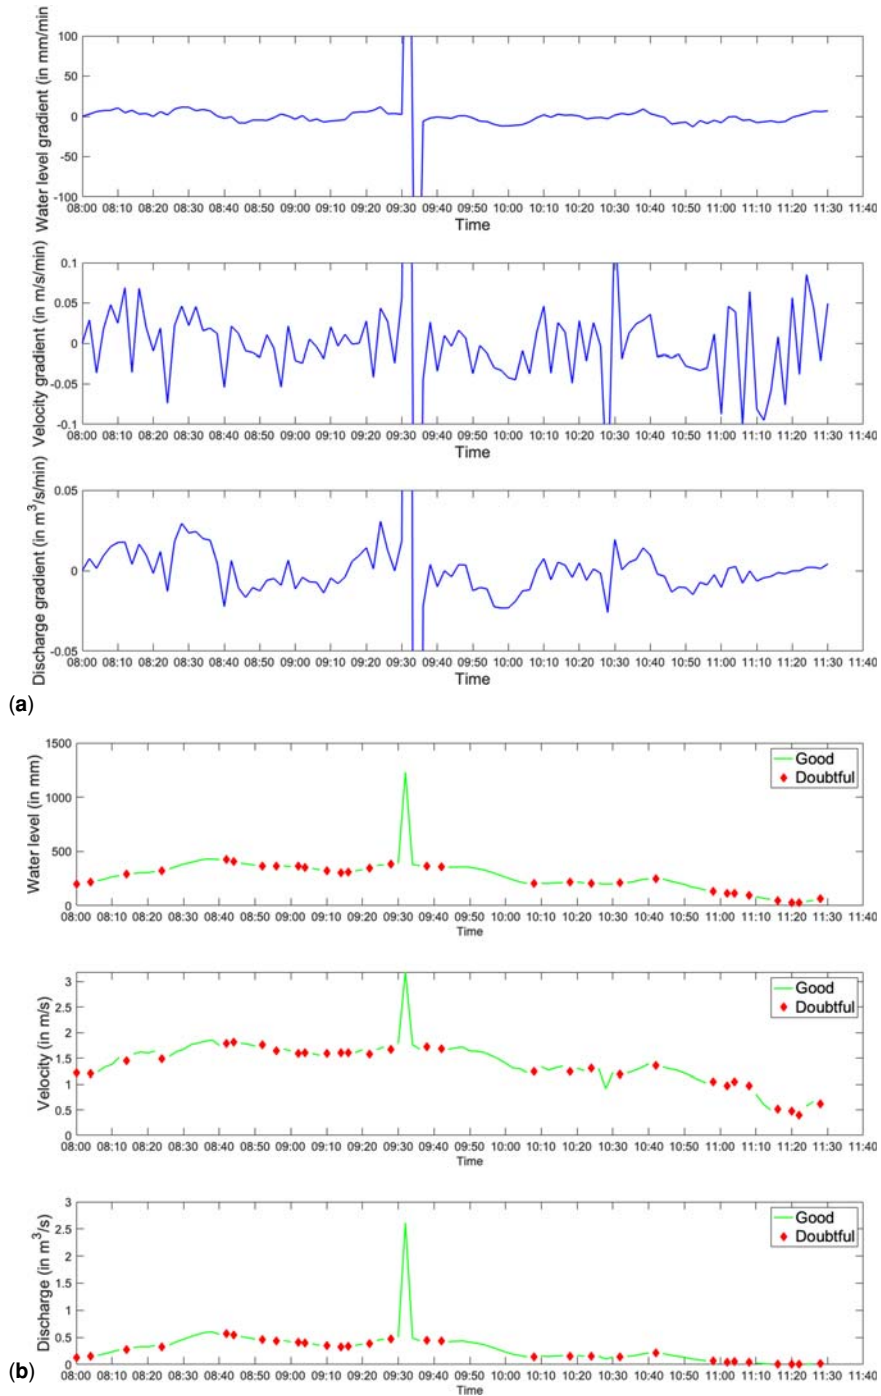 100
50
0
-50
-100
Water level gradient (in mm/min)
08:00 08:10 08:20 08:30 08:40 08:50 09:00 09:10 09:20 09:30 09:40 09:50 10:00 10:10 10:20 10:30 10:40 10:50 11:00 11:10 11:20 11:30 11:40
Time
0.1
0.05
0
-0.05
-0.1
Velocity gradient (in m/s/min)
08:00 08:10 08:20 08:30 08:40 08:50 09:00 09:10 09:20 09:30 09:40 09:50 10:00 10:10 10:20 10:30 10:40 10:50 11:00 11:10 11:20 11:30 11:40
Time
0.05
0
-0.05
Discharge gradient (in m³/s/min)
08:00 08:10 08:20 08:30 08:40 08:50 09:00 09:10 09:20 09:30 09:40 09:50 10:00 10:10 10:20 10:30 10:40 10:50 11:00 11:10 11:20 11:30 11:40
Time
(a)
1500
1000
500
0
Water level (in mm)
Good
Doubtful
08:00 08:10 08:20 08:30 08:40 08:50 09:00 09:10 09:20 09:30 09:40 09:50 10:00 10:10 10:20 10:30 10:40 10:50 11:00 11:10 11:20 11:30 11:40
Time
3
2.5
2
1.5
1
0.5
0
Velocity (in m/s)
Good
Doubtful
08:00 08:10 08:20 08:30 08:40 08:50 09:00 09:10 09:20 09:30 09:40 09:50 10:00 10:10 10:20 10:30 10:40 10:50 11:00 11:10 11:20 11:30 11:40
Time
3
2.5
2
1.5
1
0.5
0
Discharge (in m³/s)
Good
Doubtful
08:00 08:10 08:20 08:30 08:40 08:50 09:00 09:10 09:20 09:30 09:40 09:50 10:00 10:10 10:20 10:30 10:40 10:50 11:00 11:10 11:20 11:30 11:40
Time
(b)